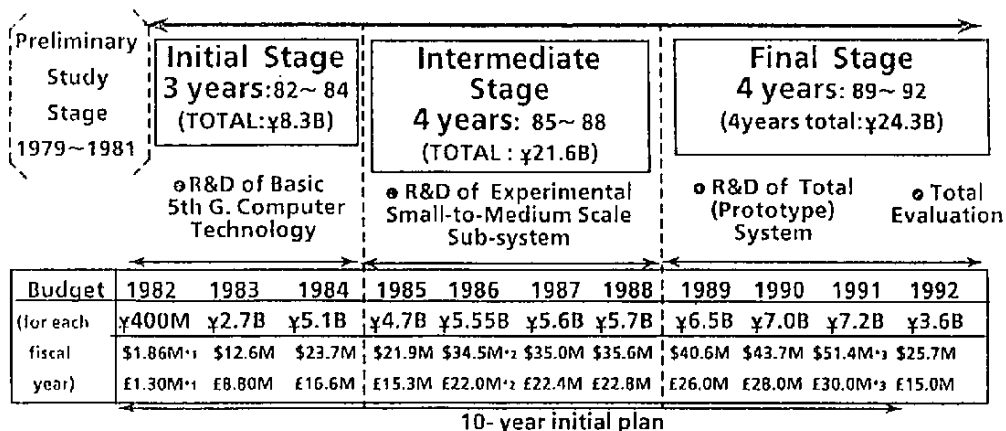 Preliminary
Study
Stage
1979~1981
Initial Stage
3 years:82~ 84
(TOTAL:¥8.3B)
Intermediate
Stage
4 years: 85~ 88
(TOTAL : ¥21.6B)
Final Stage
4 years: 89~ 92
(4years total:¥24.3B)
R&D of Basic
5th G. Computer
Technology
R&D of Experimental
Small-to-Medium Scale
Sub-system
R&D of Total
(Prototype)
System
Total
Evaluation
Budget 1982 1983 1984 1985 1986 1987 1988 1989 1990 1991 1992
(for each ¥400M ¥2.7B ¥5.1B ¥4.7B ¥5.55B ¥5.6B ¥5.7B ¥6.5B ¥7.0B ¥7.2B ¥3.6B
fiscal $1.86M*1 $12.6M $23.7M $21.9M $34.5M*2 $35.0M $35.6M $40.6M $43.7M $51.4M*3 $25.7M
year) £1.30M*1 £8.80M £16.6M £15.3M £22.0M*2 £22.4M £22.8M £26.0M £28.0M £30.0M*3 £15.0M
10- year initial plan